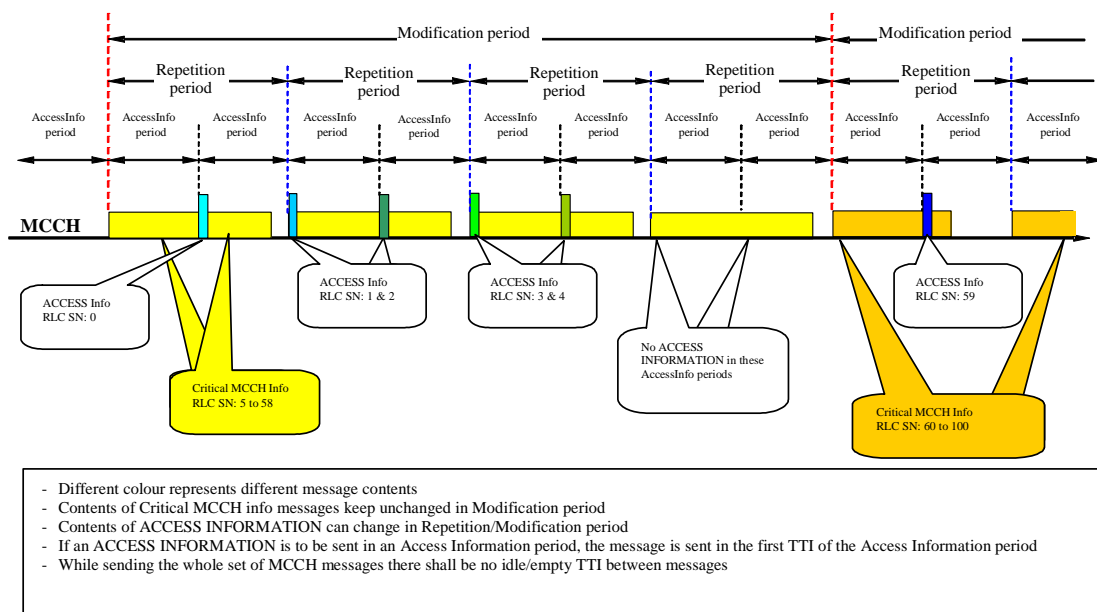 Modification period
Modification period
Repetition
period
Repetition
period
Repetition
period
Repetition
period
Repetition
period
AccessInfo
period
AccessInfo
period
AccessInfo
period
AccessInfo
period
AccessInfo
period
AccessInfo
period
AccessInfo
period
AccessInfo
period
AccessInfo
period
AccessInfo
period
AccessInfo
period
AccessInfo
period
MCCH
ACCESS Info
RLC SN: 0
ACCESS Info
RLC SN: 1 & 2
ACCESS Info
RLC SN: 3 & 4
ACCESS Info
RLC SN: 59
No ACCESS
INFORMATION in these
AccessInfo periods
Critical MCCH Info
RLC SN: 5 to 58
Critical MCCH Info
RLC SN: 60 to 100
- Different colour represents different message contents
- Contents of Critical MCCH info messages keep unchanged in Modification period
- Contents of ACCESS INFORMATION can change in Repetition/Modification period
- If an ACCESS INFORMATION is to be sent in an Access Information period, the message is sent in the first TTI of the Access Information period
- While sending the whole set of MCCH messages there shall be no idle/empty TTI between messages